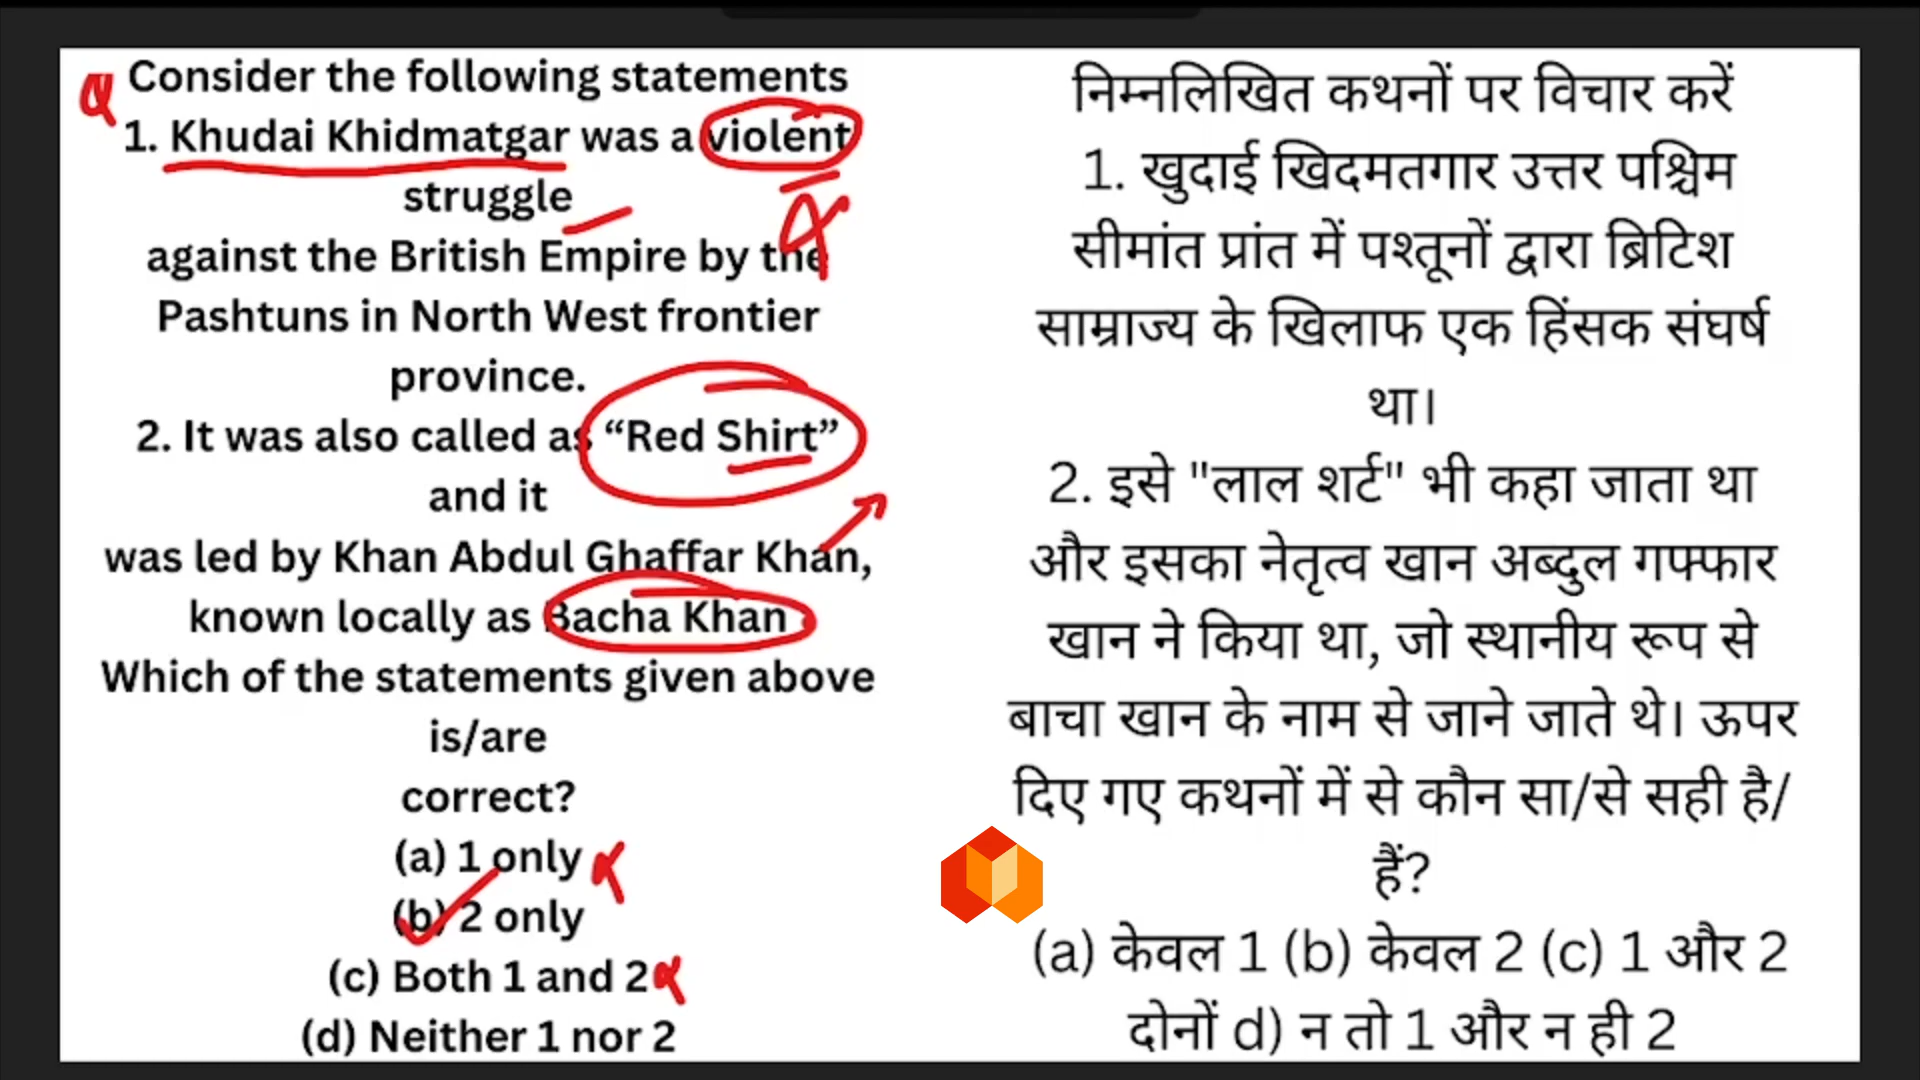 Consider the following statements
1. Khudai Khidmatgar was a violent
struggle
against the British Empire by the
Pashtuns in North West frontier
province.
2. It was also called as “Red Shirt”
and it
was led by Khan Abdul Ghaffar Khan,
known locally as Bacha Khan
Which of the statements given above
is/are
correct?
(a) 1 only
(b) 2 only
(c) Both 1 and 2
(d) Neither 1 nor 2
निम्नलिखित कथनों पर विचार करें
1. खुदाई खिदमतगार उत्तर पश्चिम
सीमांत प्रांत में पश्तूनों द्वारा ब्रिटिश
साम्राज्य के खिलाफ एक हिंसक संघर्ष
था।
2. इसे "लाल शर्ट" भी कहा जाता था
और इसका नेतृत्व खान अब्दुल गफ्फार
खान ने किया था, जो स्थानीय रूप से
बाचा खान के नाम से जाने जाते थे। ऊपर
दिए गए कथनों में से कौन सा/से सही है/
हैं?
(a) केवल 1 (b) केवल 2 (c) 1 और 2
दोनों d) न तो 1 और न ही 2